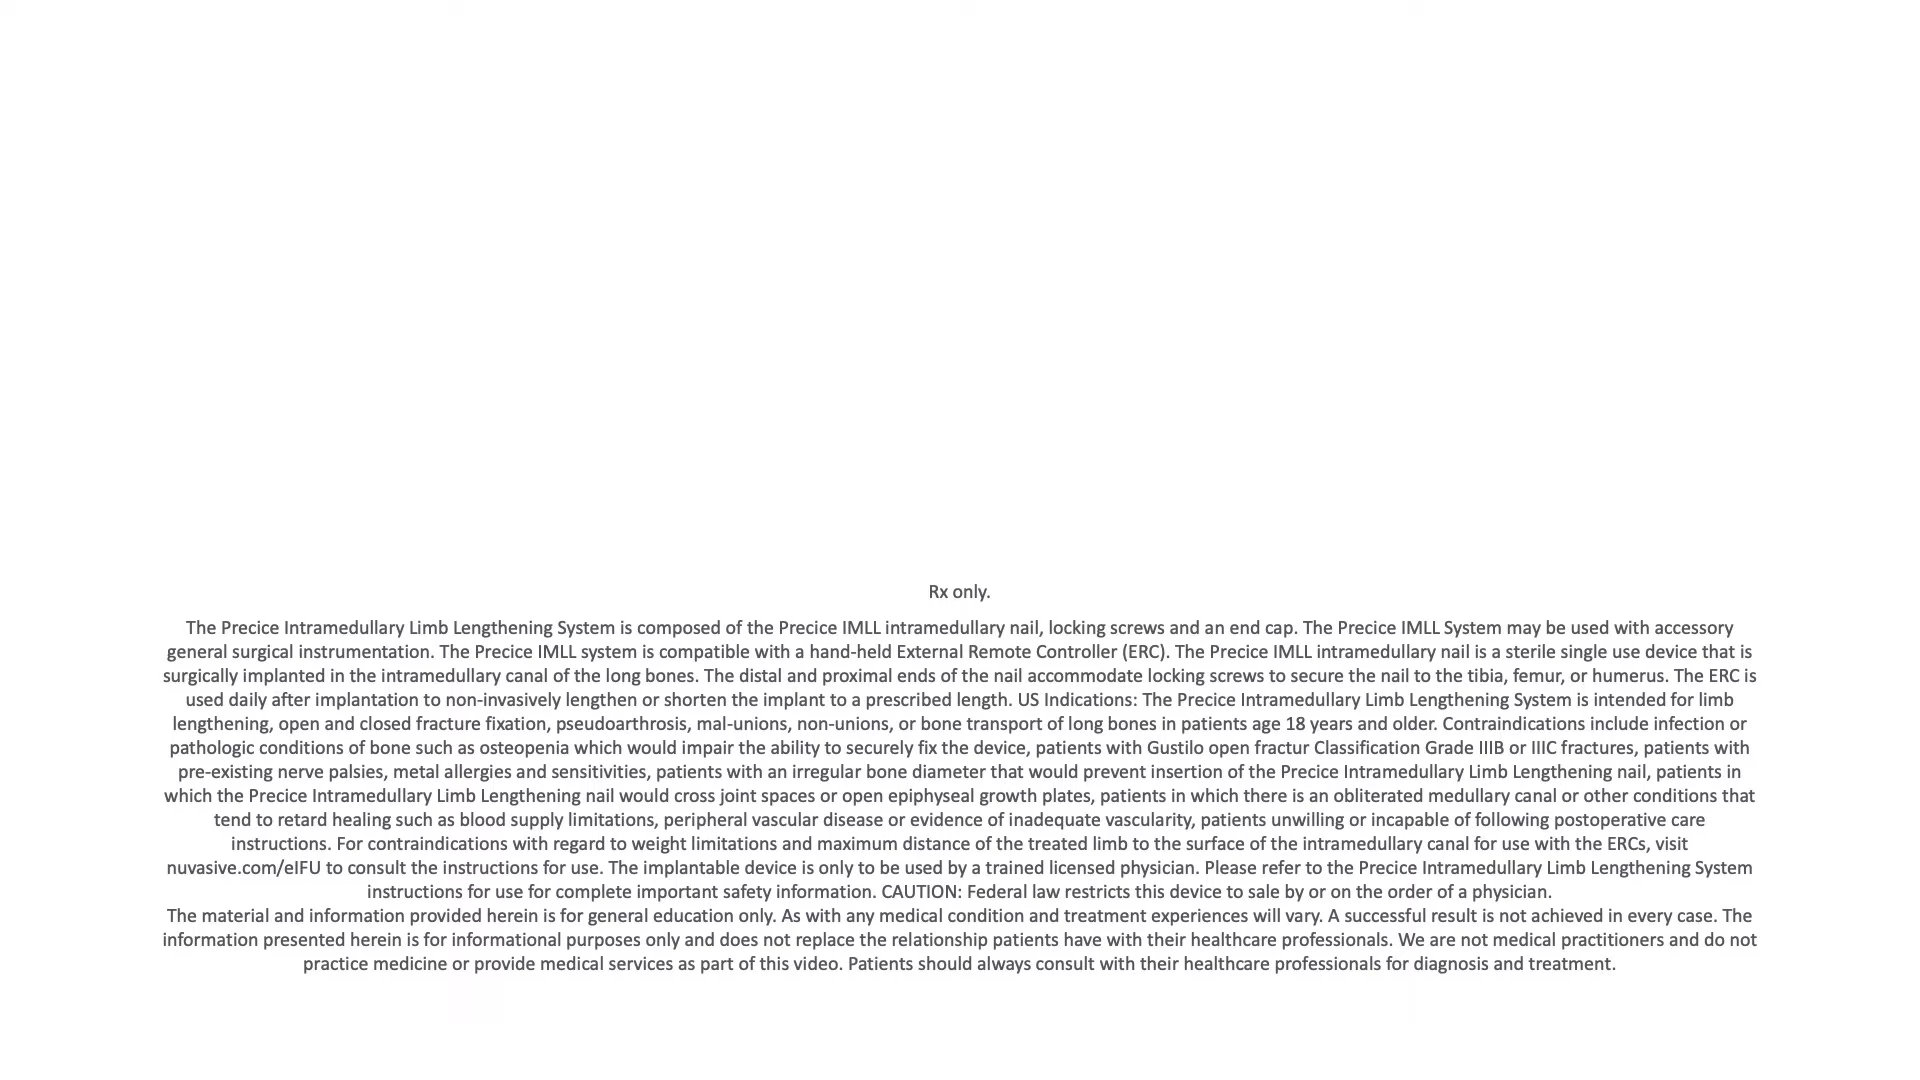 Rx only.
The Precice Intramedullary Limb Lengthening System is composed of the Precice IMLL intramedullary nail, locking screws and an end cap. The Precice IMLL System may be used with accessory
general surgical instrumentation. The Precice IMLL system is compatible with a hand-held External Remote Controller (ERC). The Precice IMLL intramedullary nail is a sterile single use device that is
surgically implanted in the intramedullary canal of the long bones. The distal and proximal ends of the nail accommodate locking screws to secure the nail to the tibia, femur, or humerus. The ERC is
used daily after implantation to non-invasively lengthen or shorten the implant to a prescribed length. US Indications: The Precice Intramedullary Limb Lengthening System is intended for limb
lengthening, open and closed fracture fixation, pseudoarthrosis, mal-unions, non-unions, or bone transport of long bones in patients age 18 years and older. Contraindications include infection or
pathologic conditions of bone such as osteopenia which would impair the ability to securely fix the device, patients with Gustilo open fractur Classification Grade IIIB or IIIC fractures, patients with
pre-existing nerve palsies, metal allergies and sensitivities, patients with an irregular bone diameter that would prevent insertion of the Precice Intramedullary Limb Lengthening nail, patients in
which the Precice Intramedullary Limb Lengthening nail would cross joint spaces or open epiphyseal growth plates, patients in which there is an obliterated medullary canal or other conditions that
tend to retard healing such as blood supply limitations, peripheral vascular disease or evidence of inadequate vascularity, patients unwilling or incapable of following postoperative care
instructions. For contraindications with regard to weight limitations and maximum distance of the treated limb to the surface of the intramedullary canal for use with the ERCs, visit
nuvasive.com/eIFU to consult the instructions for use. The implantable device is only to be used by a trained licensed physician. Please refer to the Precice Intramedullary Limb Lengthening System
instructions for use for complete important safety information. CAUTION: Federal law restricts this device to sale by or on the order of a physician.
The material and information provided herein is for general education only. As with any medical condition and treatment experiences will vary. A successful result is not achieved in every case. The
information presented herein is for informational purposes only and does not replace the relationship patients have with their healthcare professionals. We are not medical practitioners and do not
practice medicine or provide medical services as part of this video. Patients should always consult with their healthcare professionals for diagnosis and treatment.